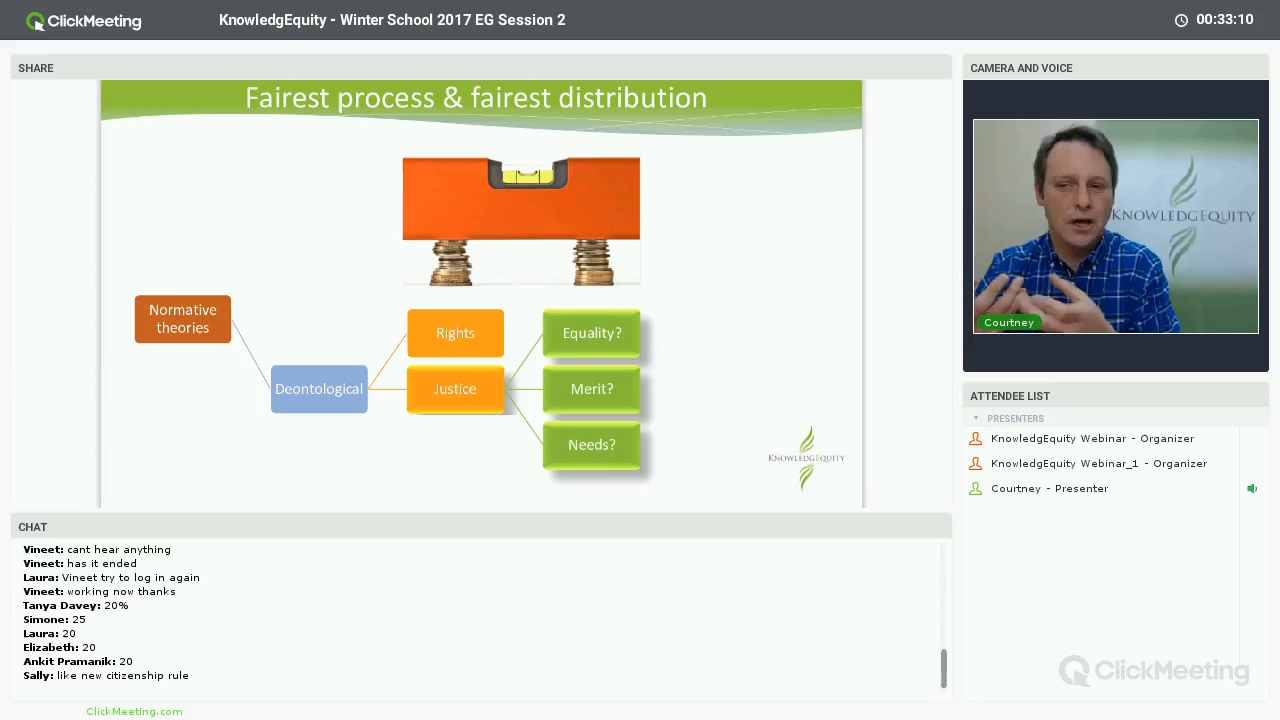 ClickMeeting
KnowledgEquity - Winter School 2017 EG Session 2
00:33:10
SHARE
Fairest process & fairest distribution
Normative
theories
Deontological
Rights
Justice
Equality?
Merit?
Needs?
KNOWLEDGEQUITY
CAMERA AND VOICE
KNOWLEDGEQUITY
Courtney
ATTENDEE LIST
PRESENTERS
KnowledgEquity Webinar - Organizer
KnowledgEquity Webinar_1 - Organizer
Courtney - Presenter
CHAT
Vineet: cant hear anything
Vineet: has it ended
Laura: Vineet try to log in again
Vineet: working now thanks
Tanya Davey: 20%
Simone: 25
Laura: 20
Elizabeth: 20
Ankit Pramanik: 20
Sally: like new citizenship rule
ClickMeeting
ClickMeeting.com